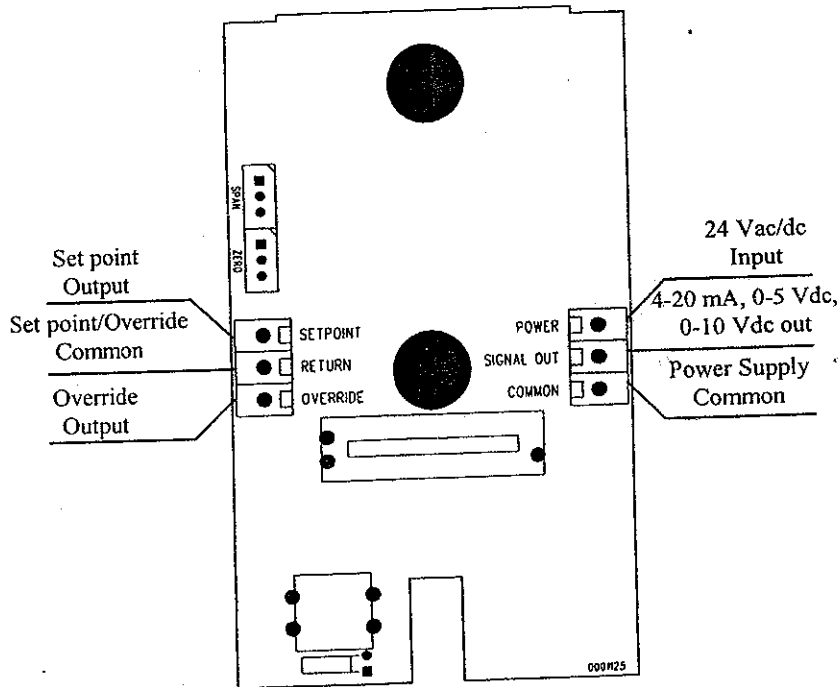 SPAN
ZERO
Set point
Output
Set point/Override
Common
Override
Output
SETPOINT
RETURN
OVERRIDE
POWER
SIGNAL OUT
COMMON
24 Vac/dc
Input
4-20 mA, 0-5 Vdc,
0-10 Vdc out
Power Supply
Common
000M25